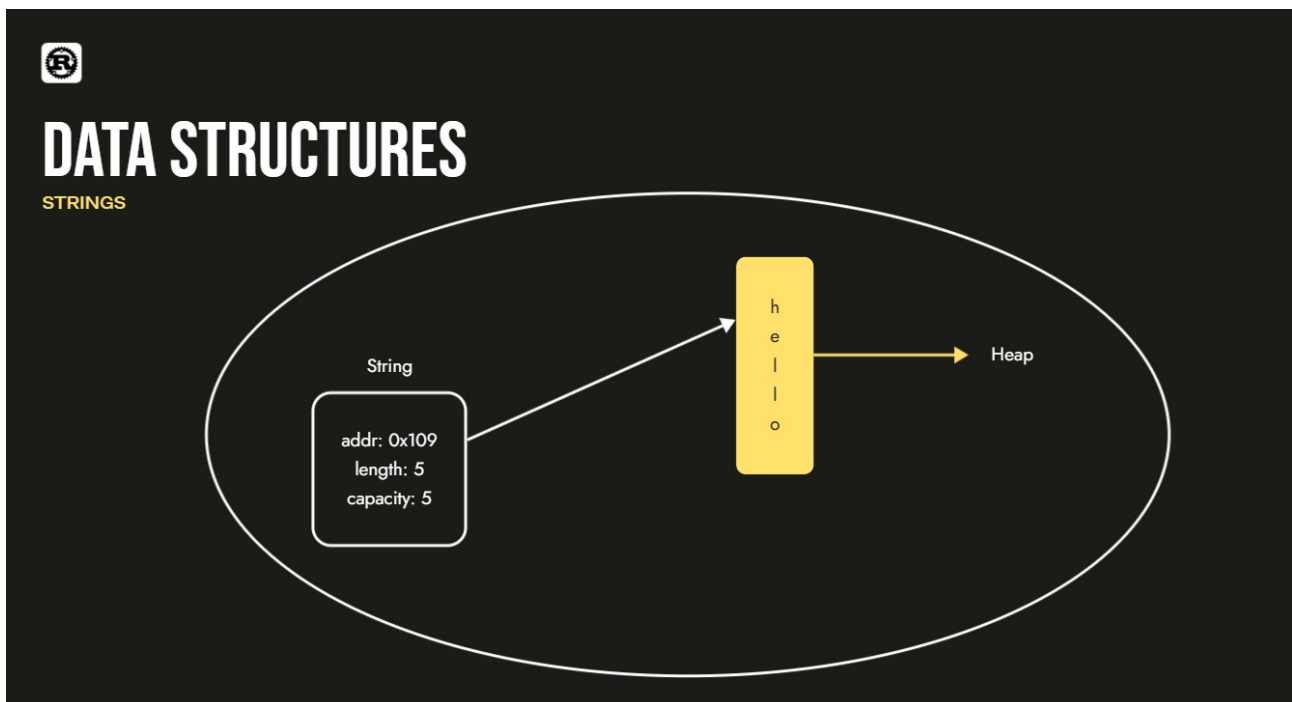 R
DATA STRUCTURES
STRINGS
String
addr: 0x109
length: 5
capacity: 5
h
e
l
l
o
Heap